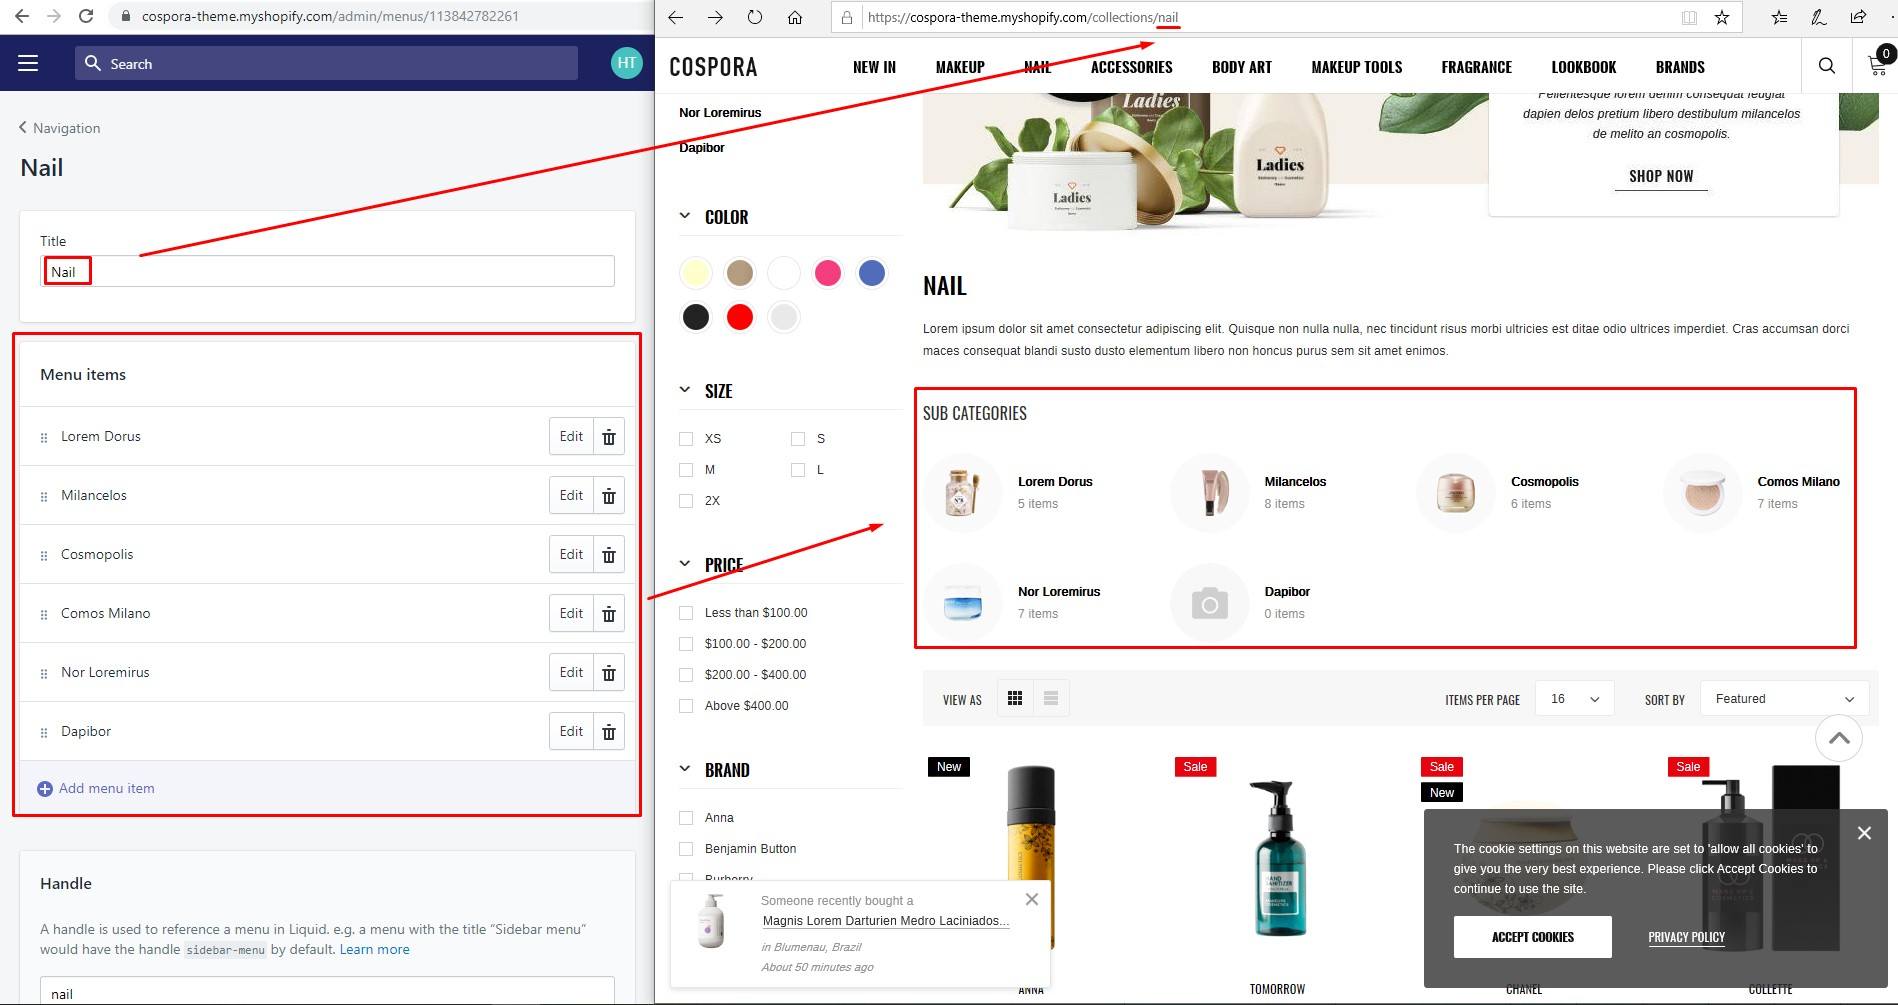 cospora-theme.myshopify.com/admin/menus/113842782261
Search
HT
Navigation
Nail
Title
Nail
Menu items
Lorem Dorus
Edit
Milancelos
Edit
Cosmopolis
Edit
Comos Milano
Edit
Nor Loremirus
Edit
Dapibor
Edit
Add menu item
Handle
A handle is used to reference a menu in Liquid. e.g. a menu with the title “Sidebar menu”
would have the handle sidebar-menu by default. Learn more
nail
https://cospora-theme.myshopify.com/collections/nail
COSPORA
NEW IN
MAKEUP
NAIL
ACCESSORIES
BODY ART
MAKEUP TOOLS
FRAGRANCE
LOOKBOOK
BRANDS
0
Nor Loremirus
Dapibor
Ladies
Ladies
Ladies
Pellentesque lorem denim consequat feugiat
dapien delos pretium libero destibulum milancelos
de melito an cosmopolis.
SHOP NOW
COLOR
SIZE
XS
S
M
L
2X
PRICE
Less than $100.00
$100.00 - $200.00
$200.00 - $400.00
Above $400.00
BRAND
Anna
Benjamin Button
Burberry
NAIL
Lorem ipsum dolor sit amet consectetur adipiscing elit. Quisque non nulla nulla, nec tincidunt risus morbi ultricies est ditae odio ultrices imperdiet. Cras accumsan dorci
maces consequat blandi susto dusto elementum libero non honcus purus sem sit amet enimos.
SUB CATEGORIES
Lorem Dorus
5 items
Milancelos
8 items
Cosmopolis
6 items
Comos Milano
7 items
Nor Loremirus
7 items
Dapibor
0 items
VIEW AS
ITEMS PER PAGE
16
SORT BY
Featured
New
Sale
Sale
New
Sale
HAND
SANITIZER
ANNA
TOMORROW
CHANEL
COLLETTE
Someone recently bought a
Magnis Lorem Darturien Medro Laciniados...
in Blumenau, Brazil
About 50 minutes ago
The cookie settings on this website are set to 'allow all cookies' to
give you the very best experience. Please click Accept Cookies to
continue to use the site.
ACCEPT COOKIES
PRIVACY POLICY